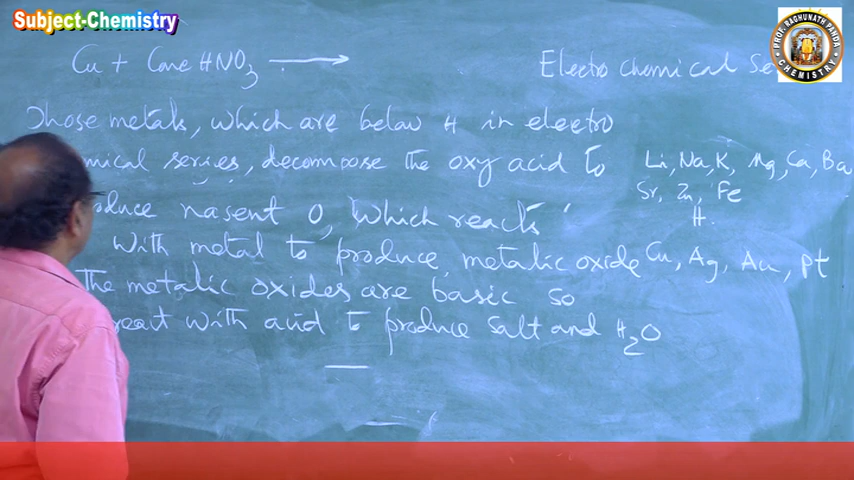 Subject-Chemistry
PROF. RAGHUNATH PANDA
CHEMISTRY
Cu + Conc HNO3 →
Electro chemical Se
Those metals, which are below H in electro
mical series, decompose the oxy acid to
oduce nasent O, which reacts
with metal to produce, metalic oxide
The metalic oxides are basic so
react with acid to produce salt and H2O
Li, Na, K, Mg, Ca, Ba
Sr, Zn, Fe
H
Cu, Ag, Au, Pt